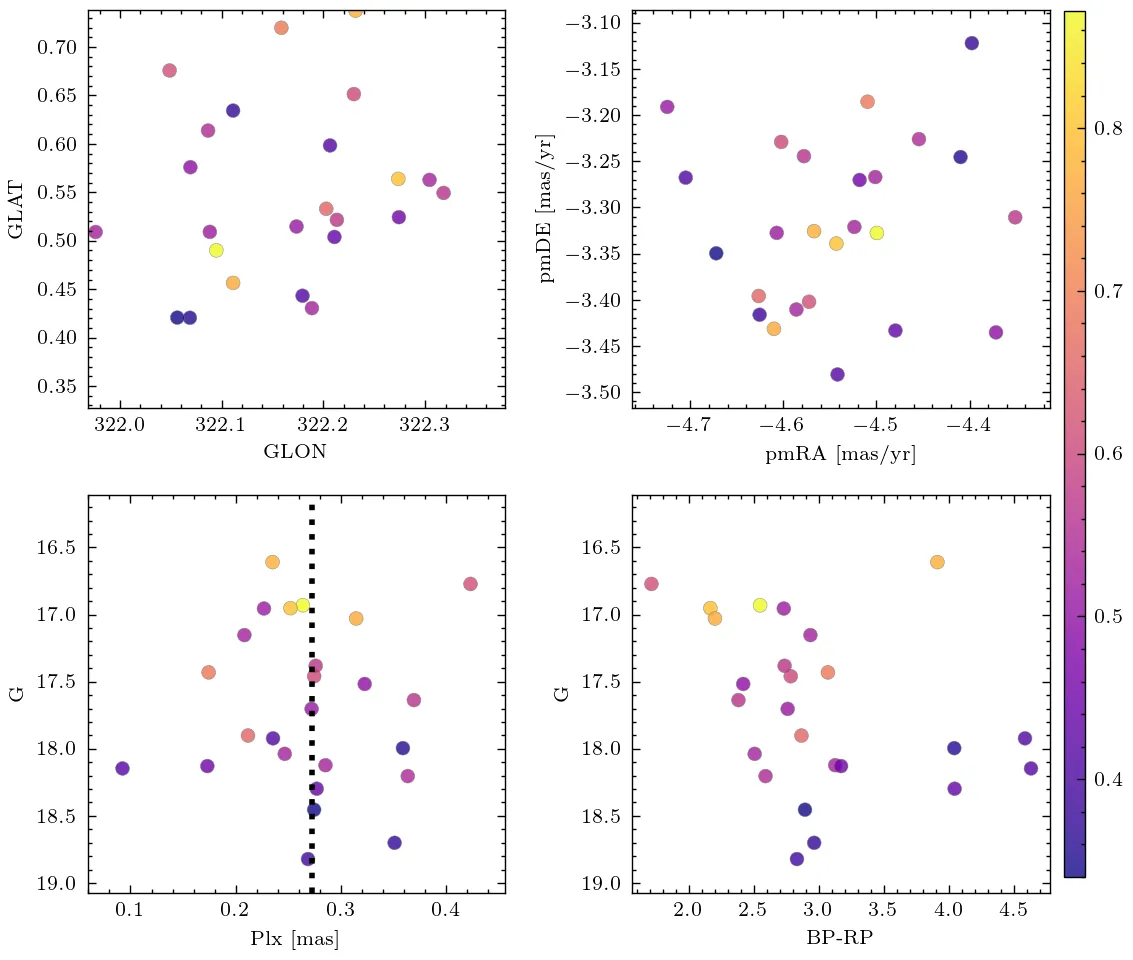 0.70
0.65
0.60
0.55
0.50
0.45
0.40
0.35
GLAT
322.0 322.1 322.2 322.3
GLON
−3.10
−3.15
−3.20
−3.25
−3.30
−3.35
−3.40
−3.45
−3.50
pmDE [mas/yr]
−4.7 −4.6 −4.5 −4.4
pmRA [mas/yr]
0.8
0.7
0.6
0.5
0.4
16.5
17.0
17.5
18.0
18.5
19.0
G
0.1 0.2 0.3 0.4
Plx [mas]
16.5
17.0
17.5
18.0
18.5
19.0
G
2.0 2.5 3.0 3.5 4.0 4.5
BP-RP